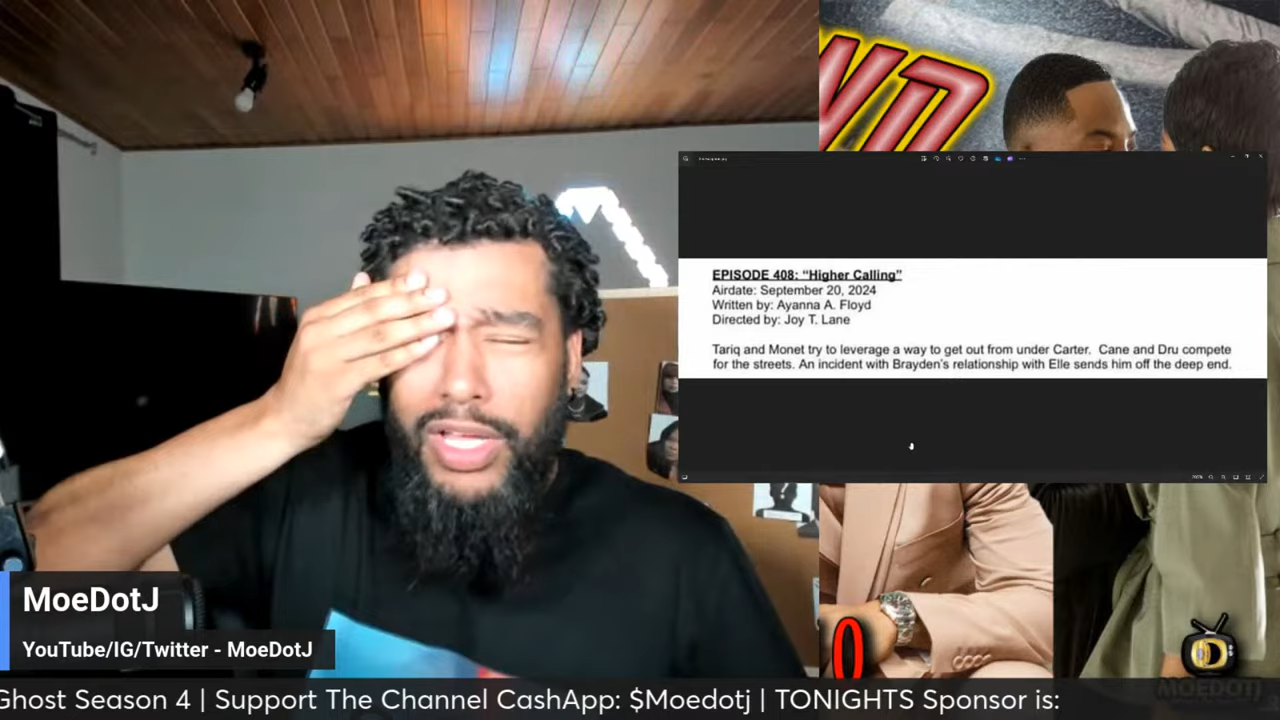 EPISODE 408: “Higher Calling”
Airdate: September 20, 2024
Written by: Ayanna A. Floyd
Directed by: Joy T. Lane
Tariq and Monet try to leverage a way to get out from under Carter. Cane and Dru compete
for the streets. An incident with Brayden’s relationship with Elle sends him off the deep end.
MoeDotJ
YouTube/IG/Twitter - MoeDotJ
MOEDOTJ
Ghost Season 4 | Support The Channel CashApp: $Moedotj | TONIGHTS Sponsor is: